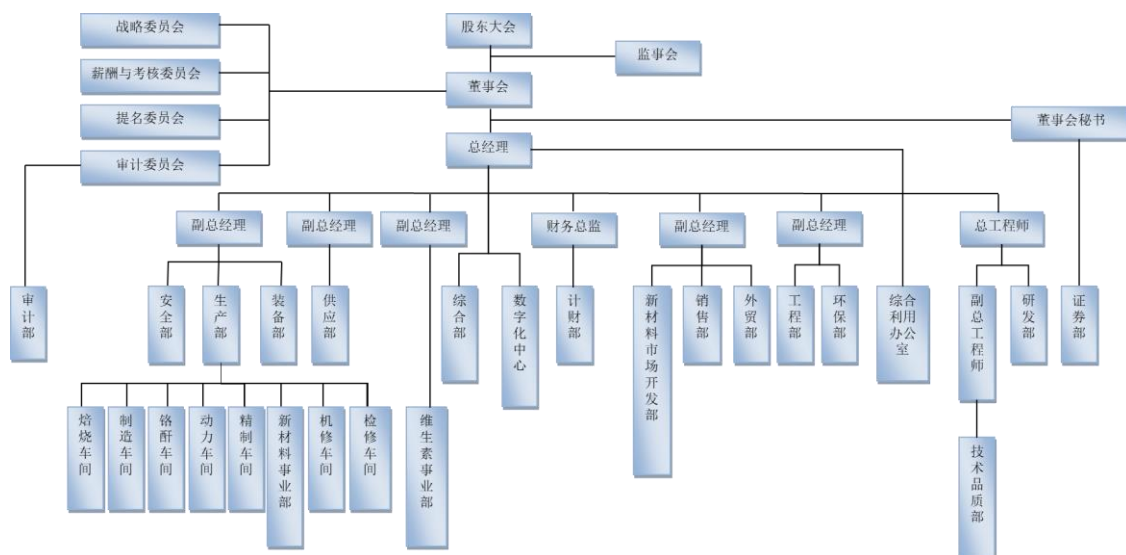 战略委员会
股东大会
监事会
薪酬与考核委员会
董事会
提名委员会
董事会秘书
总经理
审计委员会
副总经理
副总经理
副总经理
财务总监
副总经理
副总经理
总工程师
审计部
安全部
生产部
装备部
供应部
综合部
数字化中心
计财部
新材料市场开发部
销售部
外贸部
工程部
环保部
综合利用办公室
副总工程师
研发部
证券部
焙烧车间
制造车间
铬酐车间
动力车间
精制车间
新材料事业部
机修车间
检修车间
维生素事业部
技术品质部